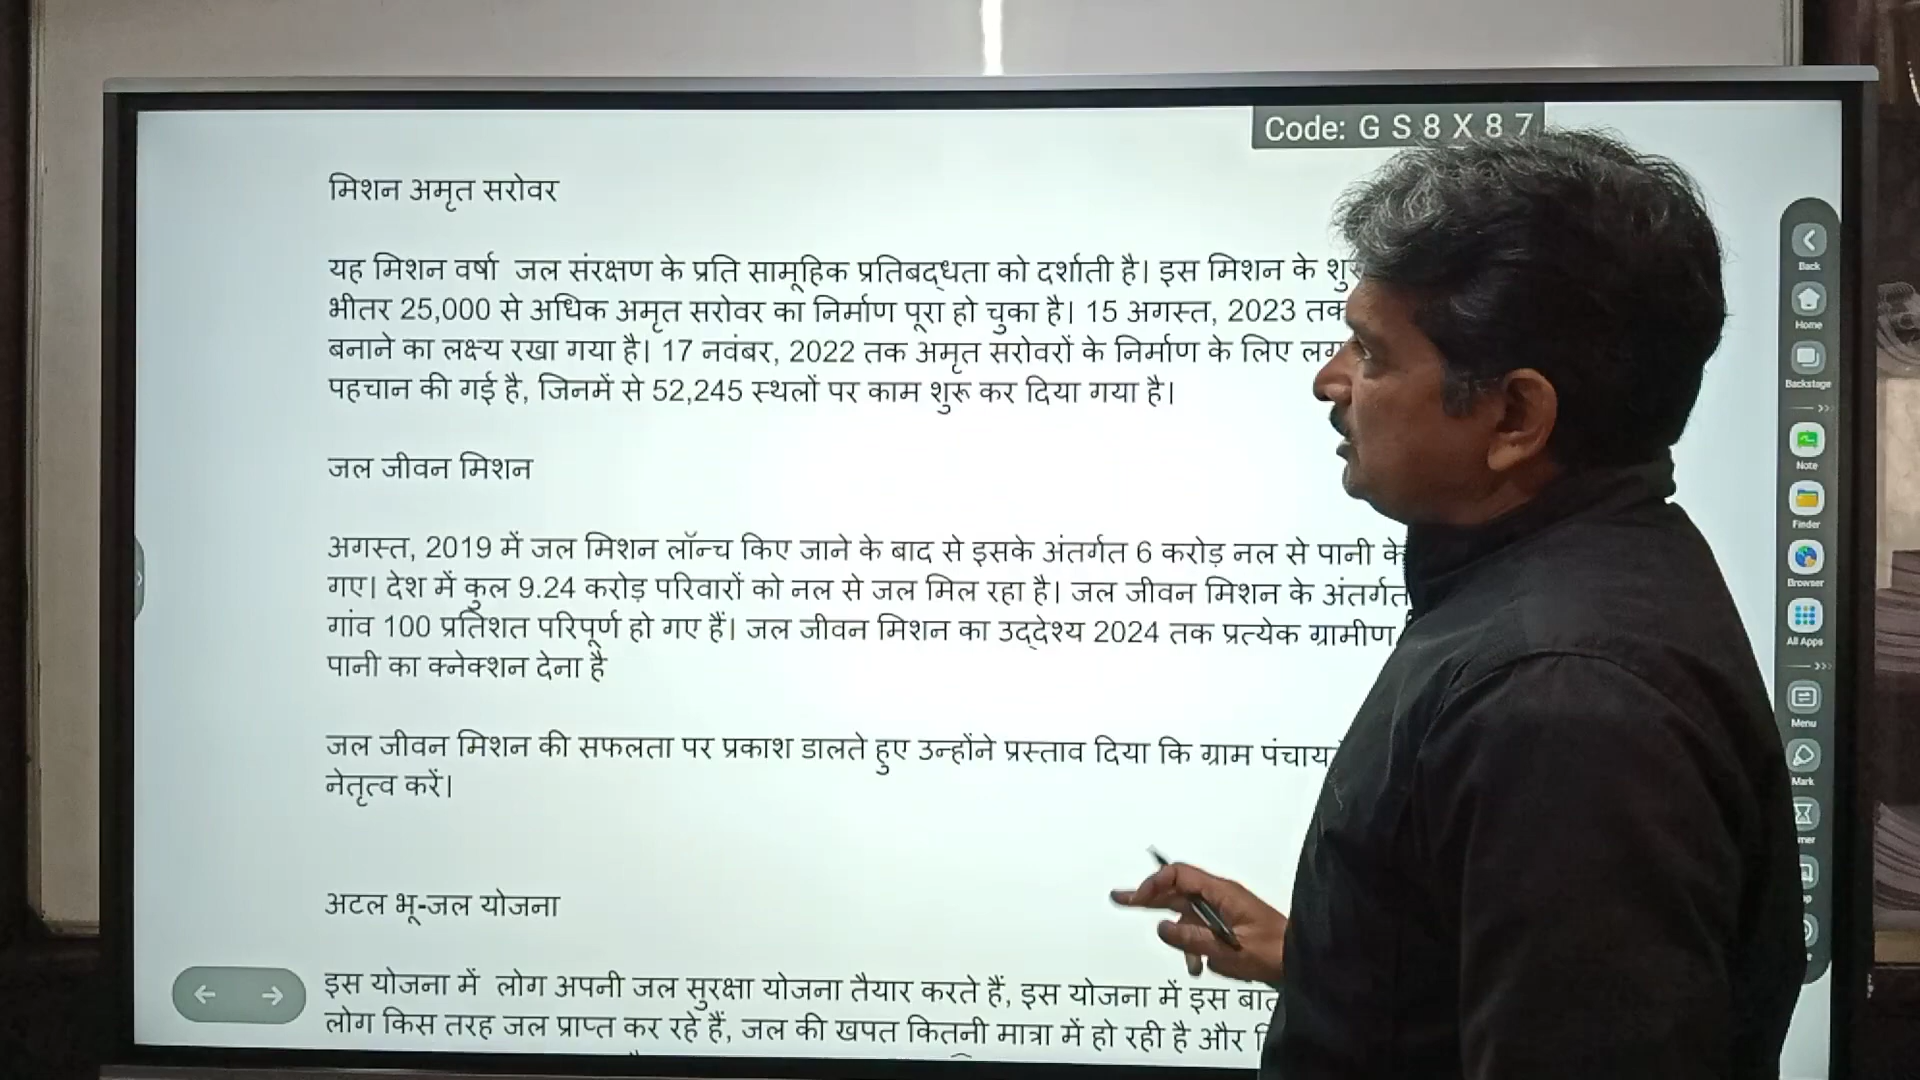 Code: G S 8 X 8 7
मिशन अमृत सरोवर
यह मिशन वर्षा जल संरक्षण के प्रति सामूहिक प्रतिबद्धता को दर्शाती है। इस मिशन के
भीतर 25,000 से अधिक अमृत सरोवर का निर्माण पूरा हो चुका है। 15 अगस्त, 2023 तक
बनाने का लक्ष्य रखा गया है। 17 नवंबर, 2022 तक अमृत सरोवरों के निर्माण के लिए
पहचान की गई है, जिनमें से 52,245 स्थलों पर काम शुरू कर दिया गया है।
जल जीवन मिशन
अगस्त, 2019 में जल मिशन लॉन्च किए जाने के बाद से इसके अंतर्गत 6 करोड़ नल से पानी के
गए। देश में कुल 9.24 करोड़ परिवारों को नल से जल मिल रहा है। जल जीवन मिशन के अंतर्गत
गांव 100 प्रतिशत परिपूर्ण हो गए हैं। जल जीवन मिशन का उद्देश्य 2024 तक प्रत्येक ग्रामीण
पानी का क्नेक्शन देना है
जल जीवन मिशन की सफलता पर प्रकाश डालते हुए उन्होंने प्रस्ताव दिया कि ग्राम
नेतृत्व करें।
अटल भू-जल योजना
इस योजना में लोग अपनी जल सुरक्षा योजना तैयार करते हैं, इस योजना में इस बात
लोग किस तरह जल प्राप्त कर रहे हैं, जल की खपत कितनी मात्रा में हो रही है और
Back
Home
Backstage
Note
Finder
Browser
All Apps
Menu
Mark